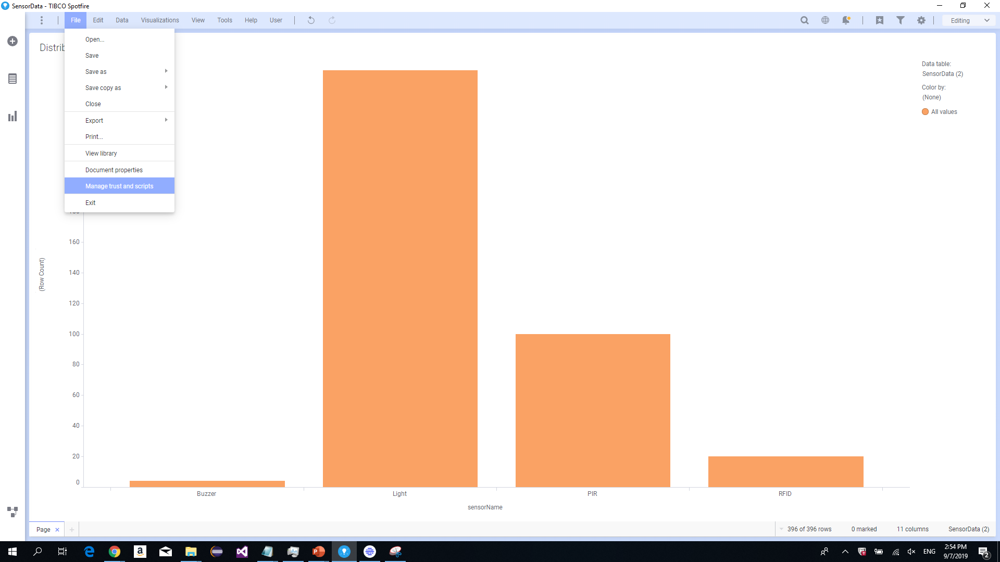 SensorData - TIBCO Spotfire
File Edit Data Visualizations View Tools Help User
Editing
Open...
Save
Save as
Save copy as
Close
Export
Print...
View library
Document properties
Manage trust and scripts
Exit
Data table:
SensorData (2)
Color by:
(None)
All values
(Row Count)
160
140
120
100
80
60
40
20
0
Buzzer Light PIR RFID
sensorName
Page
396 of 396 rows 0 marked 11 columns SensorData (2)
ENG
2:54 PM
9/7/2019
2